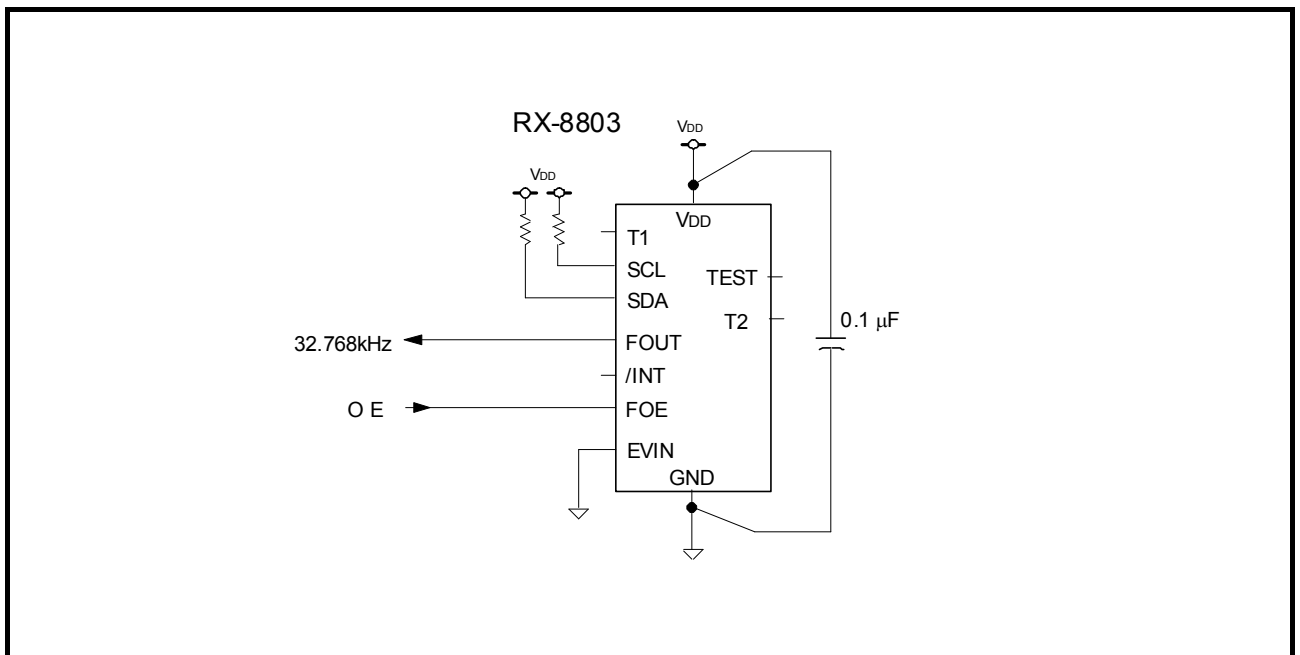 RX-8803
VDD
VDD
VDD
T1
SCL
TEST
SDA
T2
0.1 μF
32.768kHz
FOUT
/INT
O E
FOE
EVIN
GND